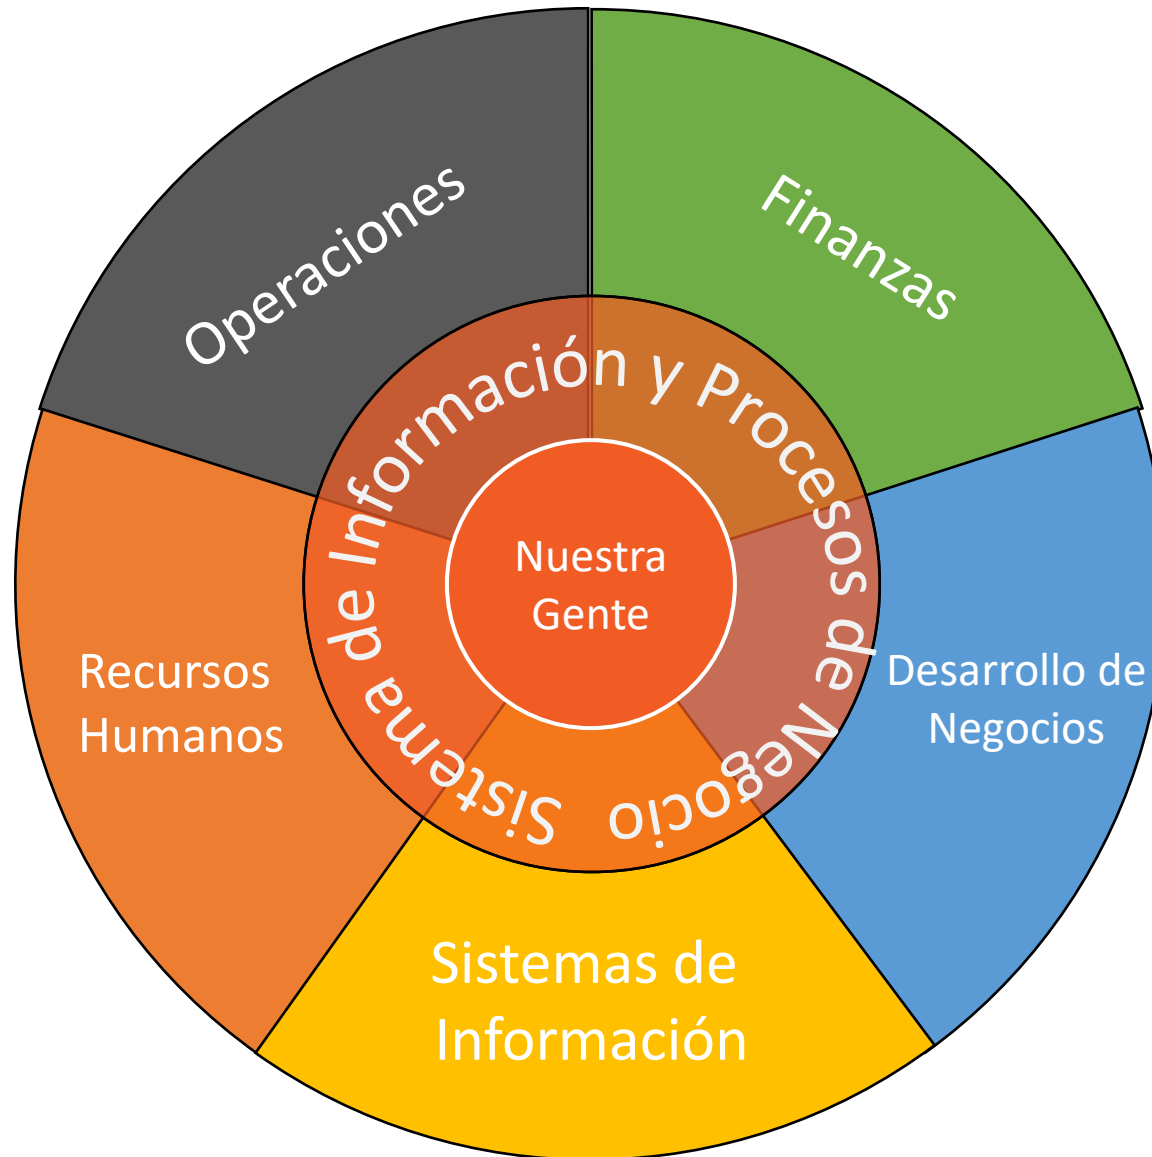 Operaciones
Finanzas
Sistema de Información y Procesos de Negocio
Nuestra
Gente
Recursos
Humanos
Desarrollo de
Negocios
Sistemas de
Información